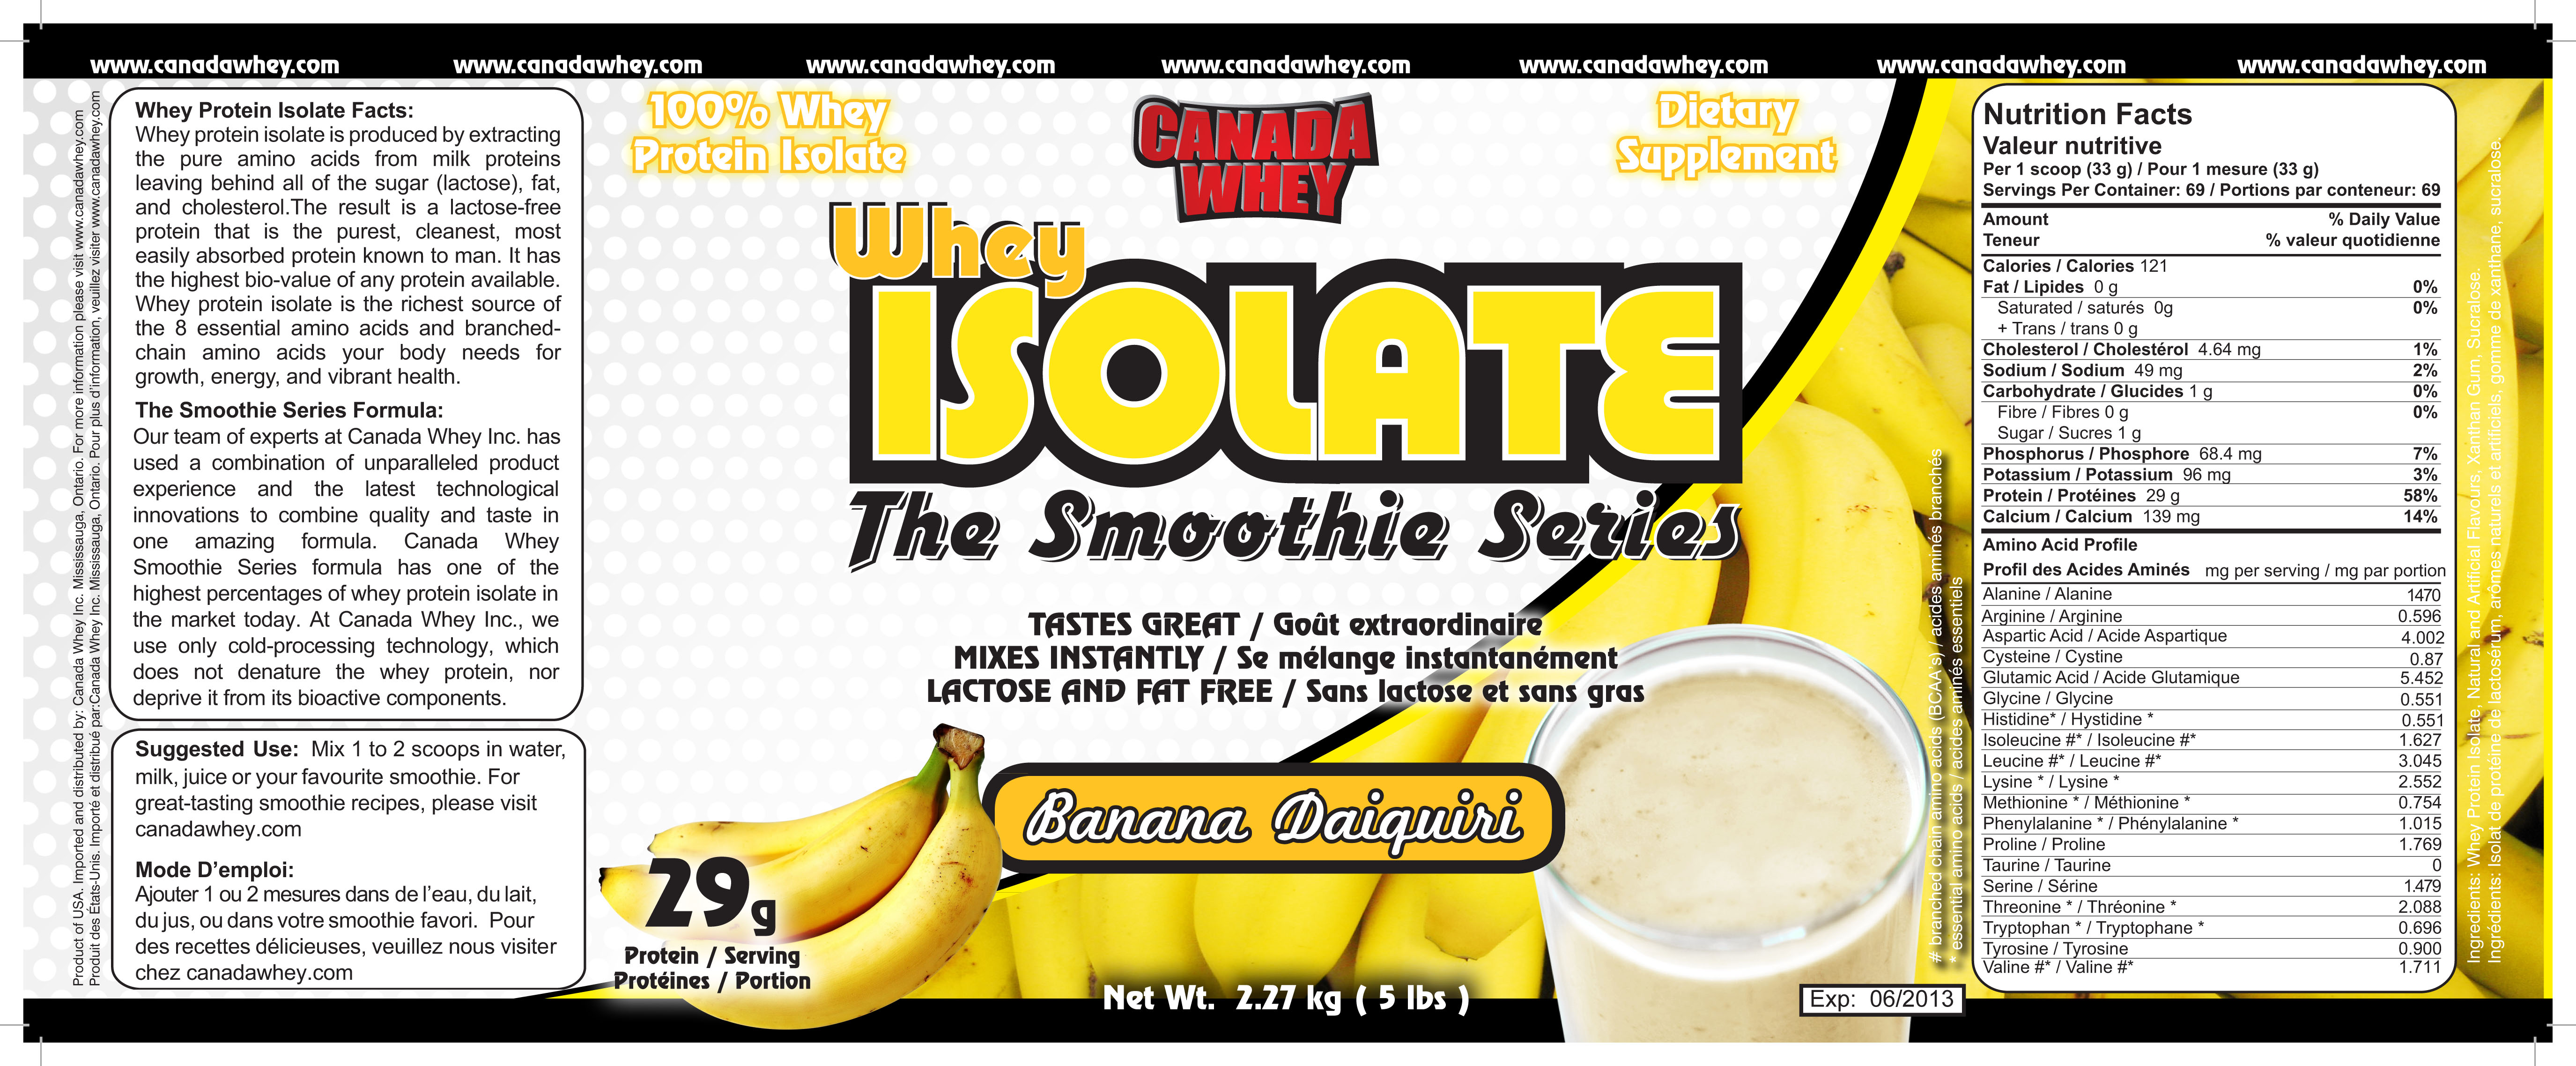 www.canadawhey.com www.canadawhey.com www.canadawhey.com www.canadawhey.com www.canadawhey.com www.canadawhey.com www.canadawhey.com
Product of USA. Imported and distributed by: Canada Whey Inc. Mississauga, Ontario. For more information please visit www.canadawhey.com
Produit des États-Unis. Importé et distribué par:Canada Whey Inc. Mississauga, Ontario. Pour plus d'information, veuillez visiter www.canadawhey.com
Whey Protein Isolate Facts:
Whey protein isolate is produced by extracting
the pure amino acids from milk proteins
leaving behind all of the sugar (lactose), fat,
and cholesterol.The result is a lactose-free
protein that is the purest, cleanest, most
easily absorbed protein known to man. It has
the highest bio-value of any protein available.
Whey protein isolate is the richest source of
the 8 essential amino acids and branched-
chain amino acids your body needs for
growth, energy, and vibrant health.
The Smoothie Series Formula:
Our team of experts at Canada Whey Inc. has
used a combination of unparalleled product
experience and the latest technological
innovations to combine quality and taste in
one amazing formula. Canada Whey
Smoothie Series formula has one of the
highest percentages of whey protein isolate in
the market today. At Canada Whey Inc., we
use only cold-processing technology, which
does not denature the whey protein, nor
deprive it from its bioactive components.
Suggested Use: Mix 1 to 2 scoops in water,
milk, juice or your favourite smoothie. For
great-tasting smoothie recipes, please visit
canadawhey.com
Mode D'emploi:
Ajouter 1 ou 2 mesures dans de l'eau, du lait,
du jus, ou dans votre smoothie favori. Pour
des recettes délicieuses, veuillez nous visiter
chez canadawhey.com
100% Whey
Protein Isolate
CANADA
WHEY
Dietary
Supplement
Whey
ISOLATE
The Smoothie Series
TASTES GREAT / Goût extraordinaire
MIXES INSTANTLY / Se mélange instantanément
LACTOSE AND FAT FREE / Sans lactose et sans gras
Banana Daiquiri
29g
Protein / Serving
Protéines / Portion
Net Wt. 2.27 kg ( 5 lbs )
Exp: 06/2013
# branched chain amino acids (BCAA's) / acides aminés branchés
* essential amino acids / acides aminés essentiels
Nutrition Facts
Valeur nutritive
Per 1 scoop (33 g) / Pour 1 mesure (33 g)
Servings Per Container: 69 / Portions par conteneur: 69
Amount % Daily Value
Teneur % valeur quotidienne
Calories / Calories 121
Fat / Lipides 0 g 0%
Saturated / saturés 0g 0%
+ Trans / trans 0 g
Cholesterol / Cholestérol 4.64 mg 1%
Sodium / Sodium 49 mg 2%
Carbohydrate / Glucides 1 g 0%
Fibre / Fibres 0 g 0%
Sugar / Sucres 1 g
Phosphorus / Phosphore 68.4 mg 7%
Potassium / Potassium 96 mg 3%
Protein / Protéines 29 g 58%
Calcium / Calcium 139 mg 14%
Amino Acid Profile
Profil des Acides Aminés mg per serving / mg par portion
Alanine / Alanine 1470
Arginine / Arginine 0.596
Aspartic Acid / Acide Aspartique 4.002
Cysteine / Cystine 0.87
Glutamic Acid / Acide Glutamique 5.452
Glycine / Glycine 0.551
Histidine* / Hystidine * 0.551
Isoleucine #* / Isoleucine #* 1.627
Leucine #* / Leucine #* 3.045
Lysine * / Lysine * 2.552
Methionine * / Méthionine * 0.754
Phenylalanine * / Phénylalanine * 1.015
Proline / Proline 1.769
Taurine / Taurine 0
Serine / Sérine 1.479
Threonine * / Thréonine * 2.088
Tryptophan * / Tryptophane * 0.696
Tyrosine / Tyrosine 0.900
Valine #* / Valine #* 1.711
Ingredients: Whey Protein Isolate, Natural and Artificial Flavours, Xanthan Gum, Sucralose.
Ingrédients: Isolat de protéine de lactosérum, arômes naturels et artificiels, gomme de xanthane, sucralose.